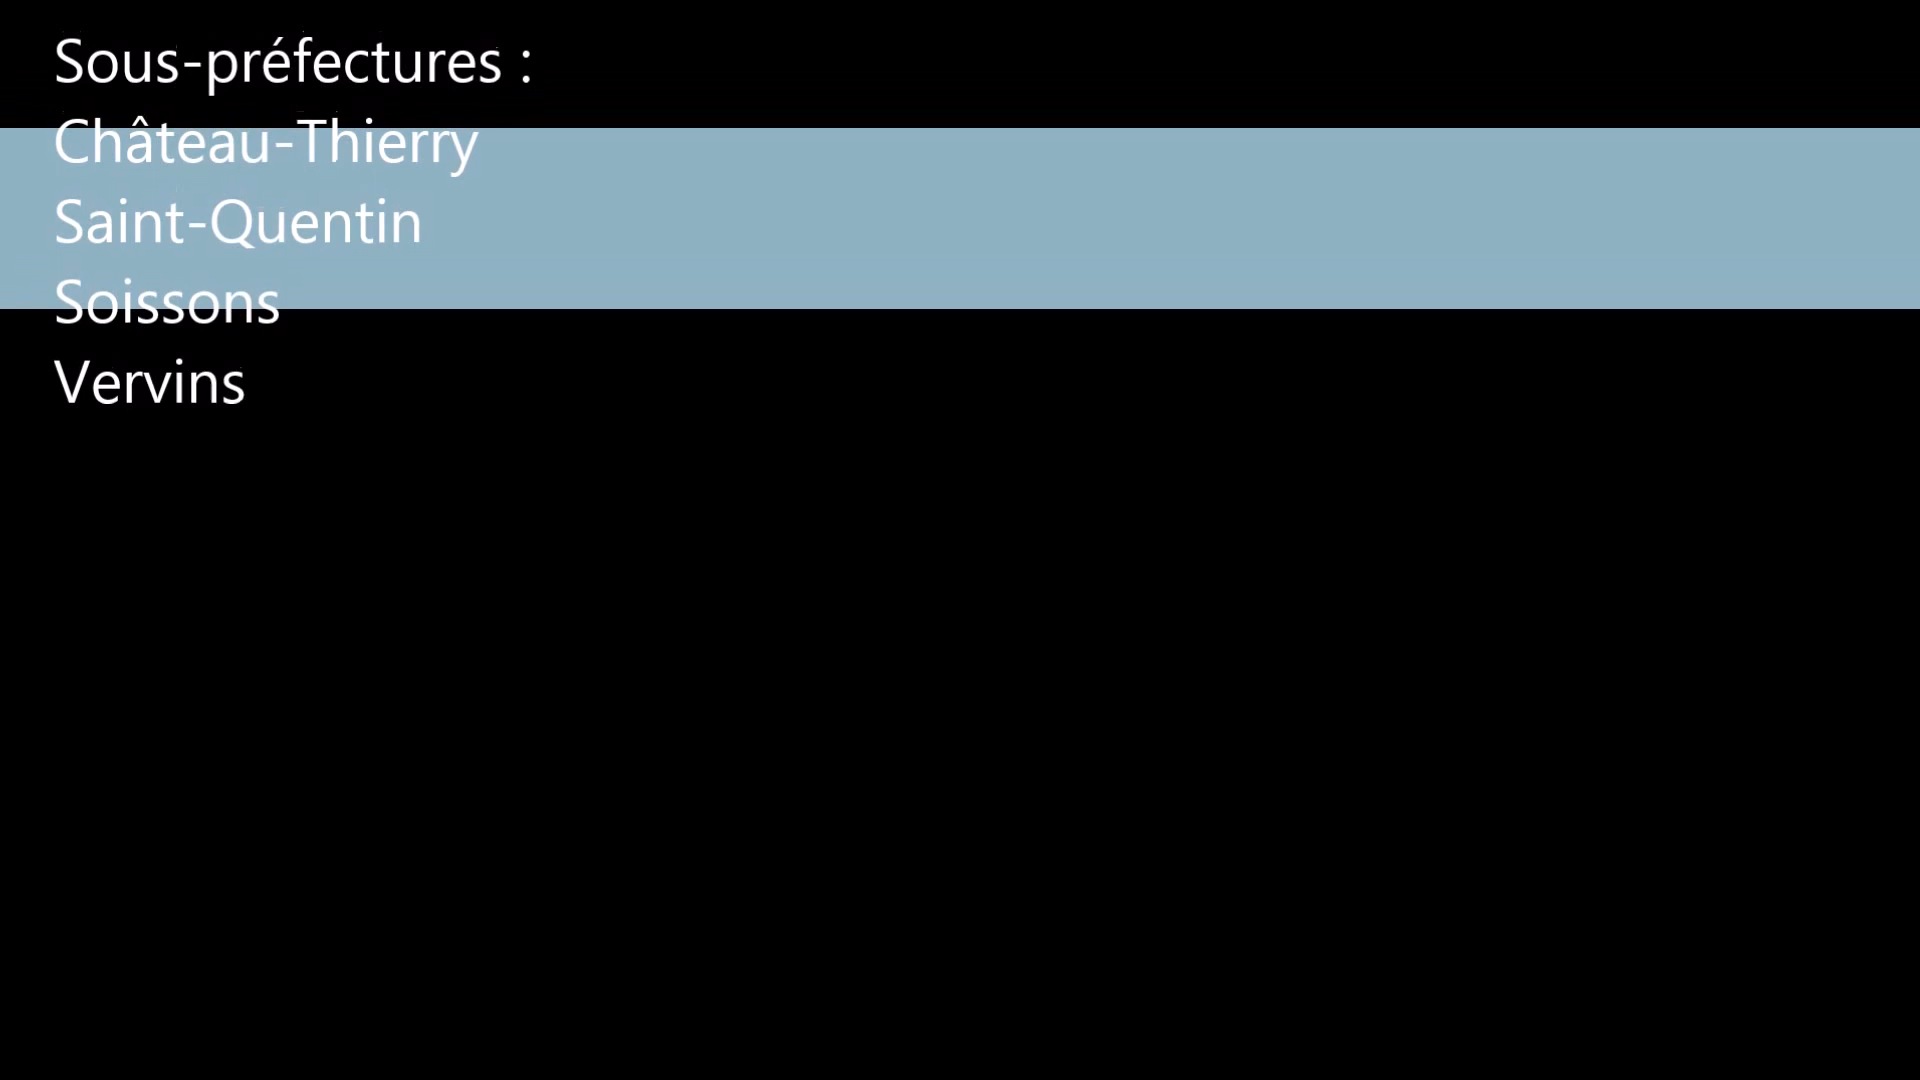 Sous-préfectures :
Château-Thierry
Saint-Quentin
Soissons
Vervins